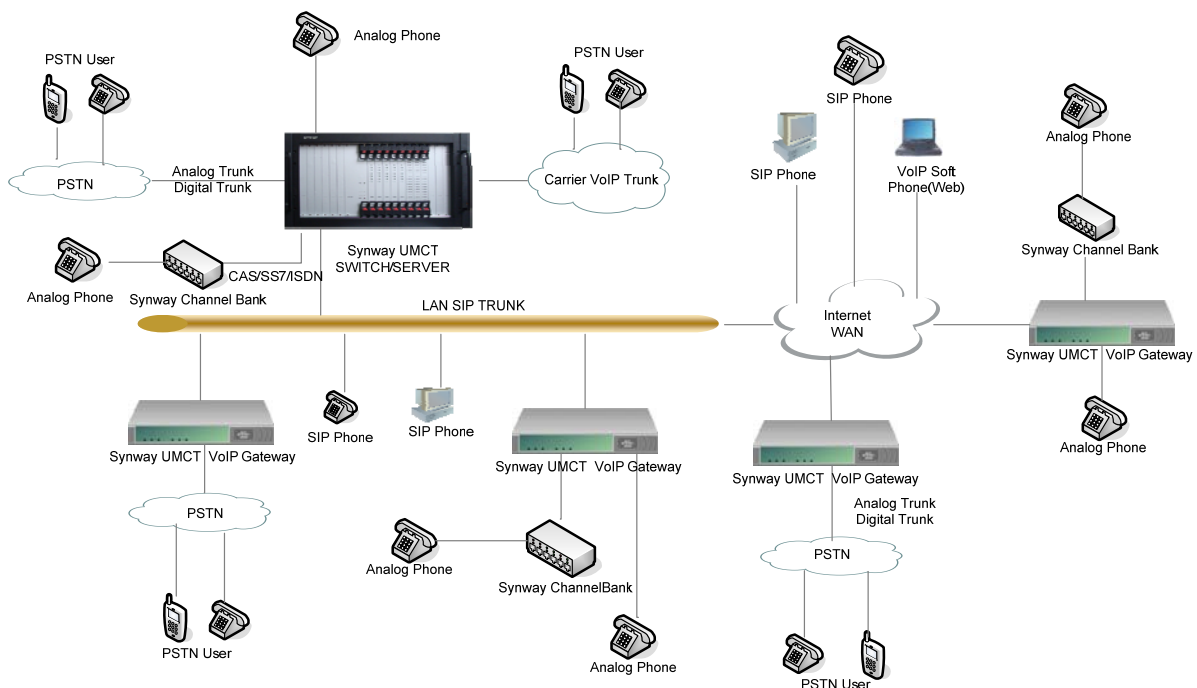 Analog Phone
PSTN User
PSTN User
SIP Phone
Analog Phone
Analog Trunk
Digital Trunk
PSTN
Carrier VoIP Trunk
SIP Phone
VoIP Soft
Phone(Web)
Synway UMCT
SWITCH/SERVER
Synway Channel Bank
CAS/SS7/ISDN
Analog Phone
Synway Channel Bank
LAN SIP TRUNK
Internet
WAN
Synway UMCT VoIP Gateway
SIP Phone
SIP Phone
Analog Phone
Synway UMCT VoIP Gateway
Synway UMCT VoIP Gateway
Synway UMCT VoIP Gateway
Analog Trunk
Digital Trunk
PSTN
PSTN
Analog Phone
Synway ChannelBank
PSTN User
Analog Phone
PSTN User